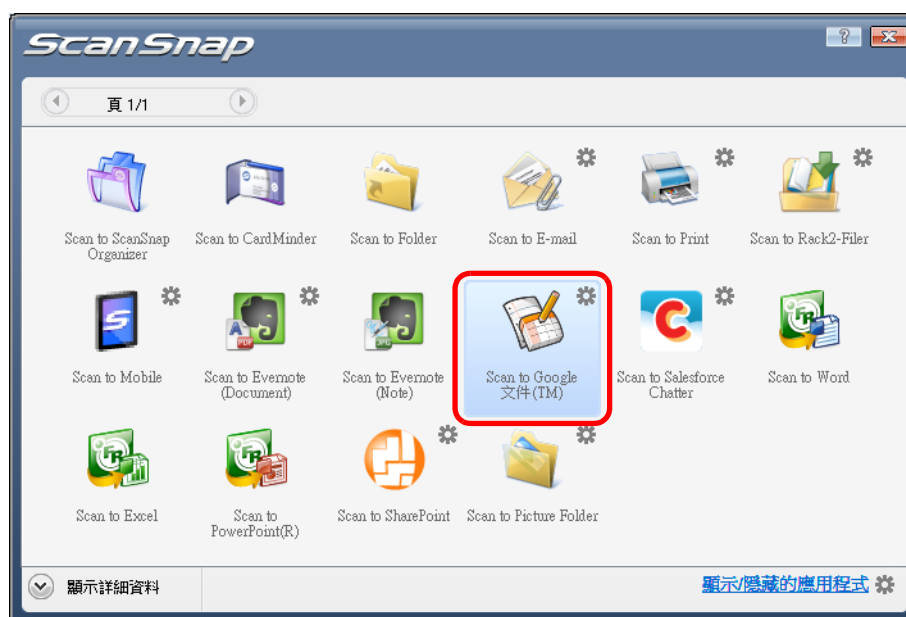 ScanSnap
頁 1/1
Scan to ScanSnap
Organizer
Scan to CardMinder
Scan to Folder
Scan to E-mail
Scan to Print
Scan to Rack2-Filer
Scan to Mobile
Scan to Evernote
(Document)
Scan to Evernote
(Note)
Scan to Google
文件(TM)
Scan to Salesforce
Chatter
Scan to Word
Scan to Excel
Scan to
PowerPoint(R)
Scan to SharePoint
Scan to Picture Folder
顯示詳細資料
顯示/隱藏的應用程式